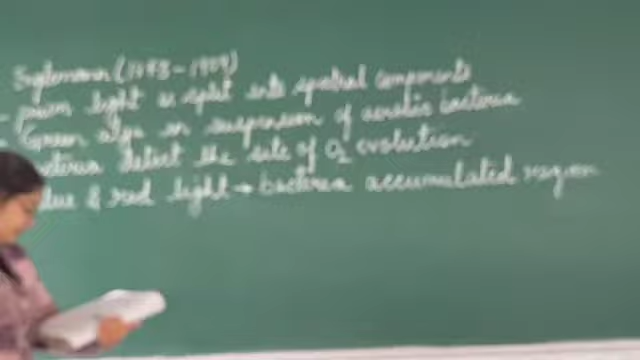 Englemann (1843-1909)
- prism light is split into spectral components
- Green algae in suspension of aerobic bacteria
bacteria detect the site of O2 evolution
blue & red light → bacteria accumulated region